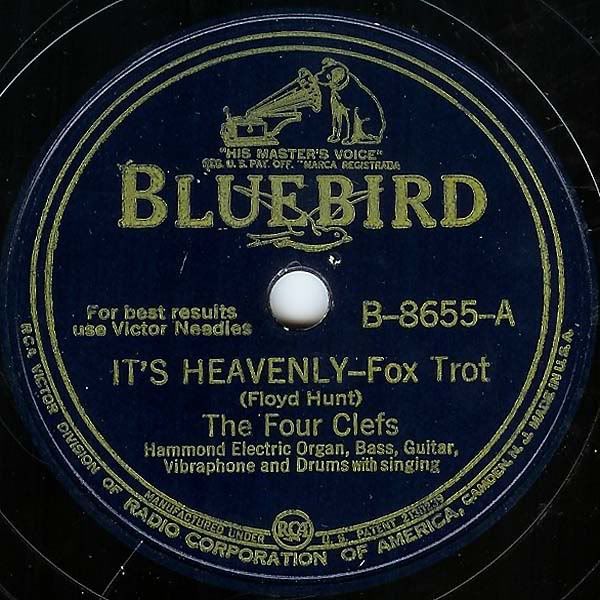 "HIS MASTER'S VOICE"
REG. U.S. PAT. OFF. "MARCA REGISTRADA
BLUEBIRD
For best results
use Victor Needles
B-8655-A
IT'S HEAVENLY—Fox Trot
(Floyd Hunt)
The Four Clefs
Hammond Electric Organ, Bass, Guitar,
Vibraphone and Drums with singing
MANUFACTURED UNDER RCA U. S. PATENT
RCA VICTOR DIVISION OF RADIO CORPORATION OF AMERICA, CAMDEN, N. J. MADE IN U.S.A.